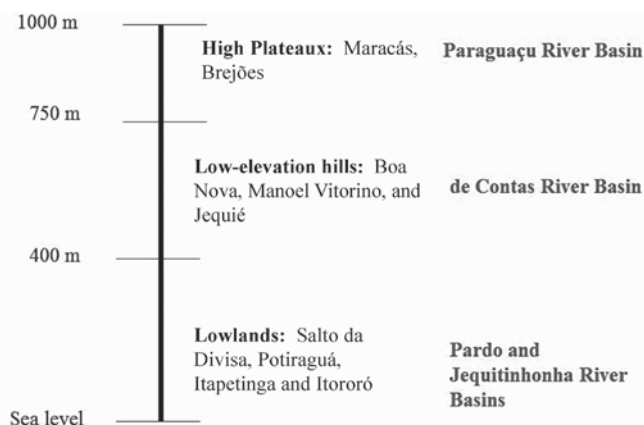 1000 m
High Plateaux: Maracás,
Brejões
Paraguaçu River Basin
750 m
Low-elevation hills: Boa
Nova, Manoel Vitorino, and
Jequié
de Contas River Basin
400 m
Lowlands: Salto da
Divisa, Potiraguá,
Itapetinga and Itororó
Pardo and
Jequitinhonha River
Basins
Sea level